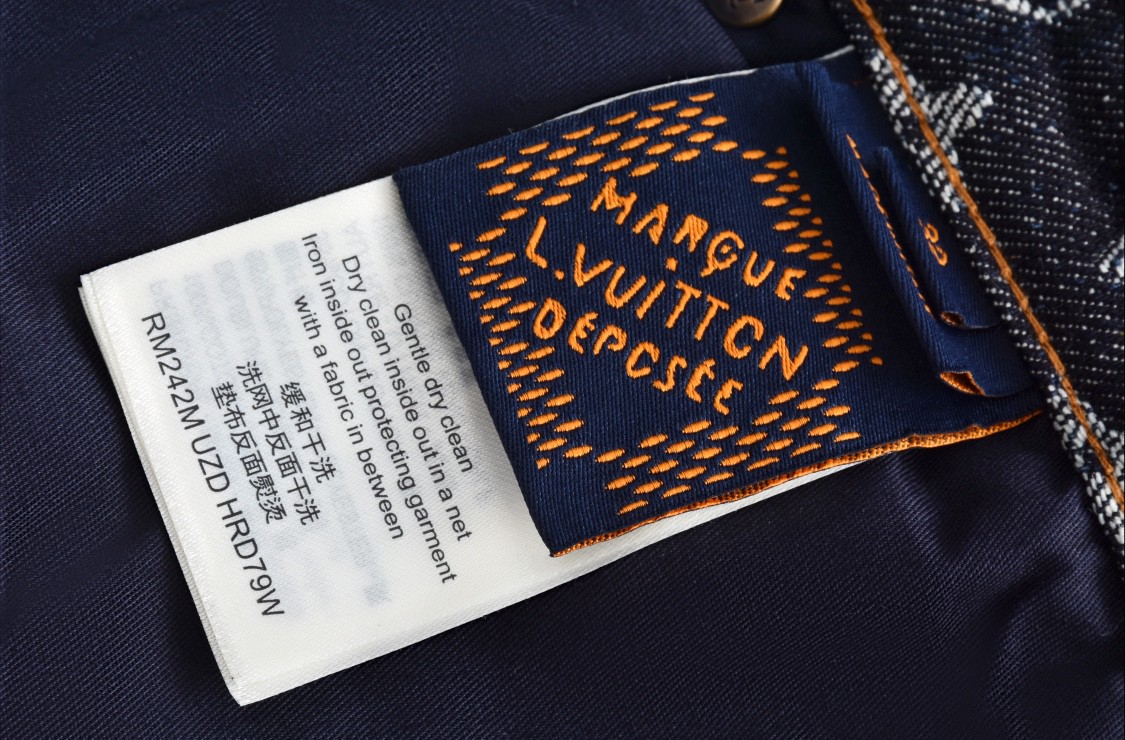 MARQUE
L.VUITTON
DÉPOSÉE
Gentle dry clean
Dry clean inside out in a net
Iron inside out protecting garment
with a fabric in between
缓和干洗
洗网中反面干洗
垫布反面熨烫
RM242M UZD HRD79W